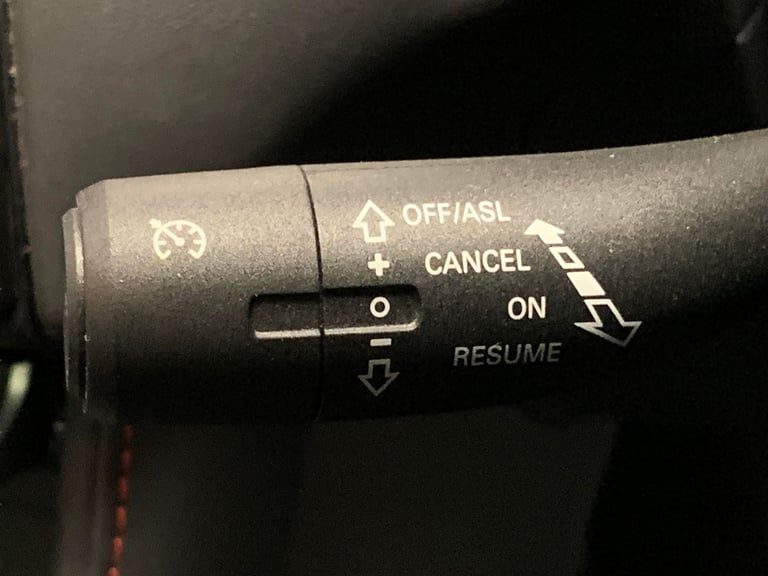 OFF/ASL
+ CANCEL
O ON
- RESUME